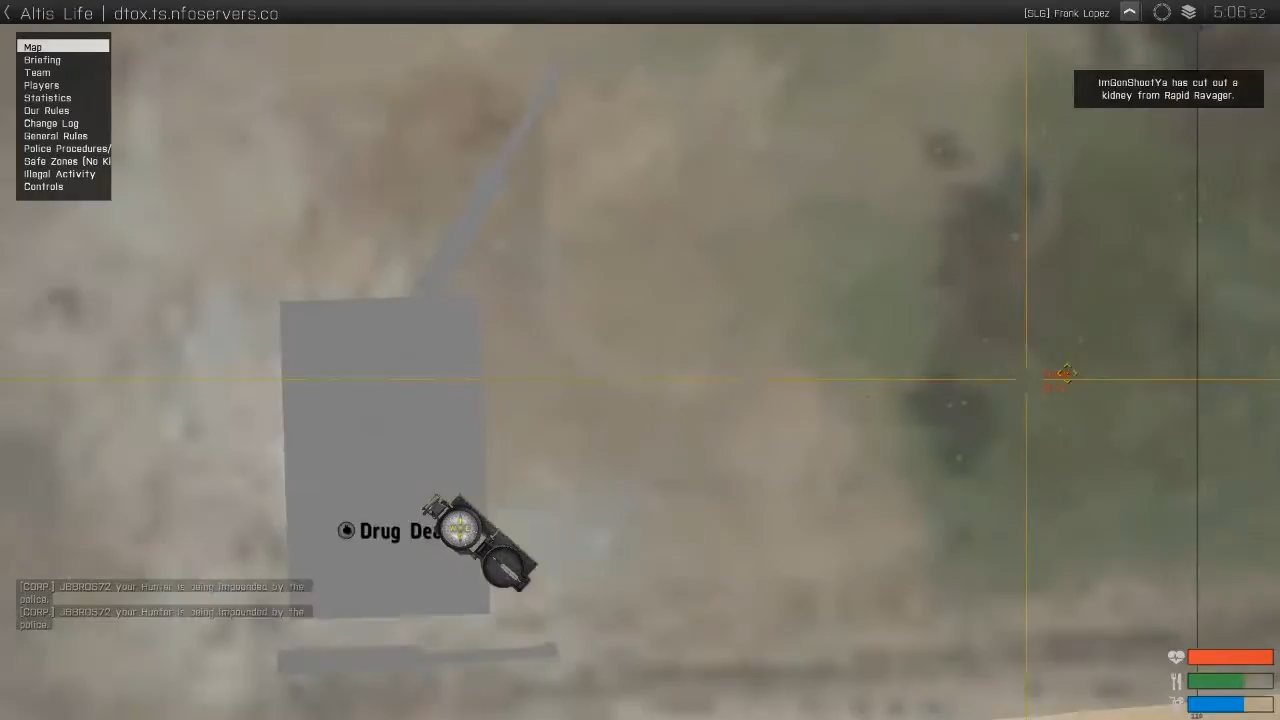 Altis Life | dtox.ts.nfoservers.co
[SLG] Frank Lopez
5:06 52
Map
Briefing
Team
Players
Statistics
Our Rules
Change Log
General Rules
Police Procedures/
Safe Zones (No Ki
Illegal Activity
Controls
ImGonShootYa has cut out a
kidney from Rapid Ravager.
Drug Dea
[CORP.] JBBROS72 your Hunter is being impounded by the
police.
[CORP.] JBBROS72 your Hunter is being impounded by the
police.